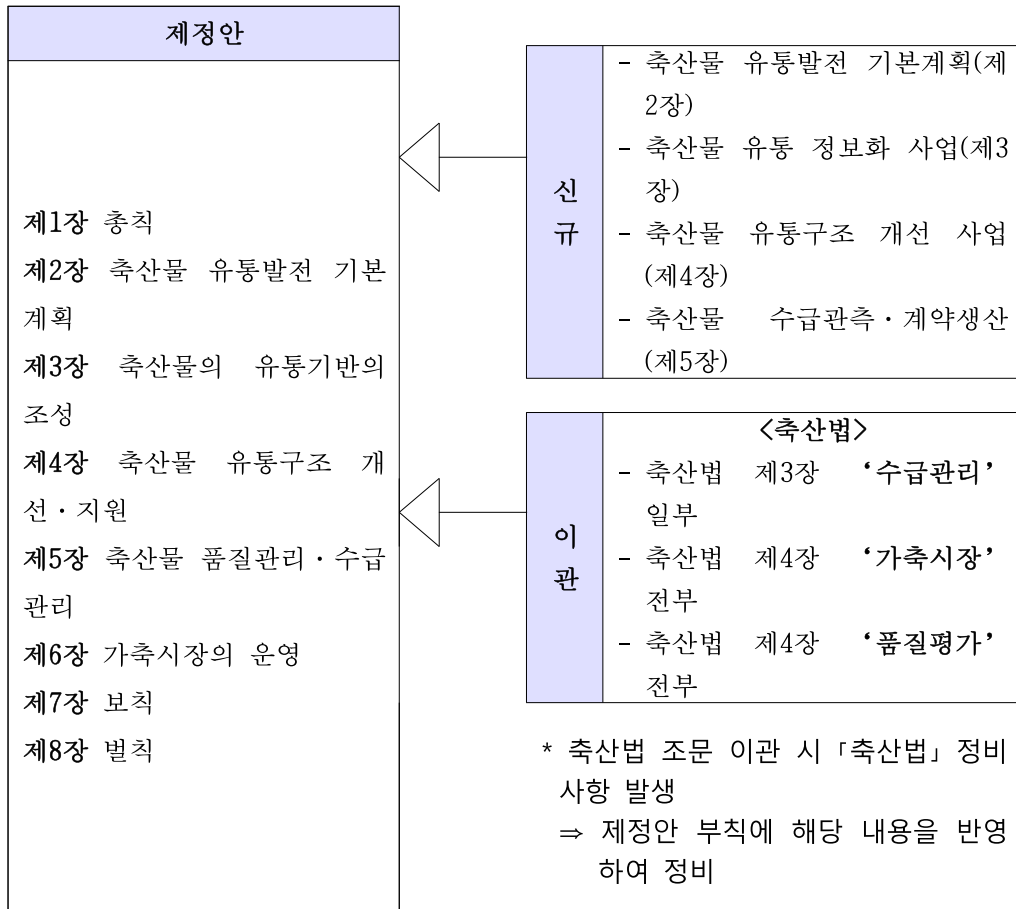 제정안
제1장 총칙
제2장 축산물 유통발전 기본
계획
제3장 축산물의 유통기반의
조성
제4장 축산물 유통구조 개
선·지원
제5장 축산물 품질관리·수급
관리
제6장 가축시장의 운영
제7장 보칙
제8장 벌칙
신
규
- 축산물 유통발전 기본계획(제
2장)
- 축산물 유통 정보화 사업(제3
장)
- 축산물 유통구조 개선 사업
(제4장)
- 축산물 수급관측·계약생산
(제5장)
이
관
<축산법>
- 축산법 제3장 ‘수급관리’
일부
- 축산법 제4장 ‘가축시장’
전부
- 축산법 제4장 ‘품질평가’
전부
* 축산법 조문 이관 시 「축산법」 정비
사항 발생
⇒ 제정안 부칙에 해당 내용을 반영
하여 정비